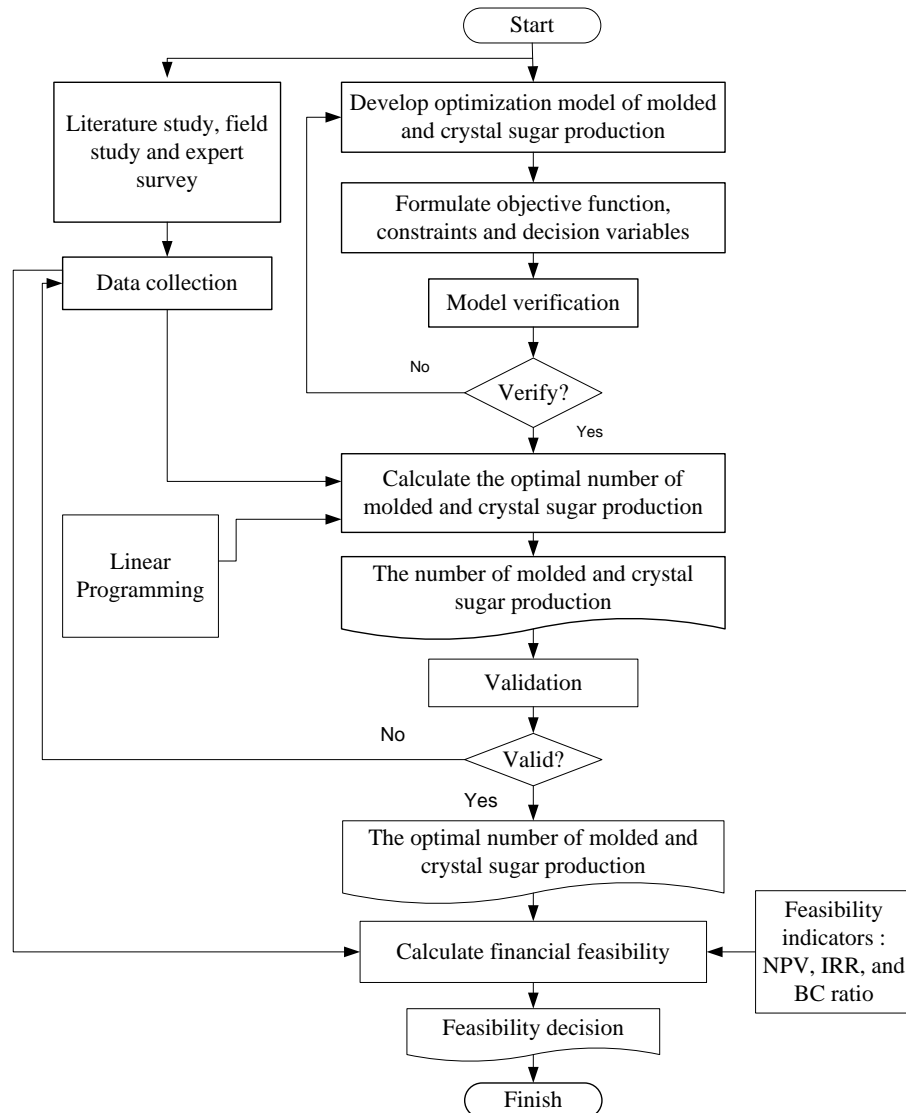 Start
Literature study, field
study and expert
survey
Develop optimization model of molded
and crystal sugar production
Formulate objective function,
constraints and decision variables
Data collection
Model verification
No
Verify?
Yes
Calculate the optimal number of
molded and crystal sugar production
Linear
Programming
The number of molded and crystal
sugar production
Validation
No
Valid?
Yes
The optimal number of molded and
crystal sugar production
Calculate financial feasibility
Feasibility
indicators :
NPV, IRR, and
BC ratio
Feasibility decision
Finish